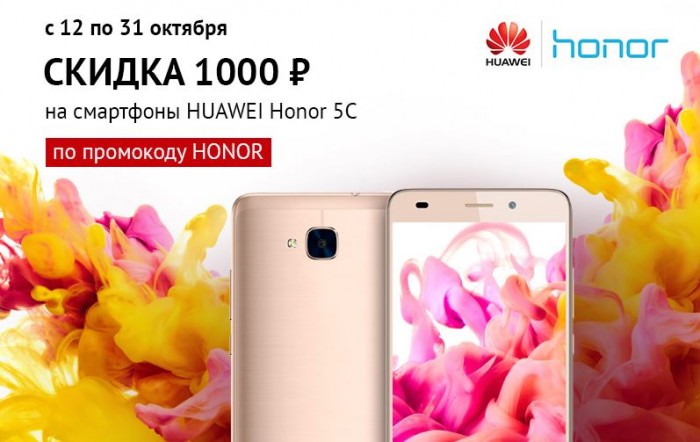 с 12 по 31 октября
СКИДКА 1000 ₽
на смартфоны HUAWEI Honor 5C
по промокоду HONOR
HUAWEI
honor